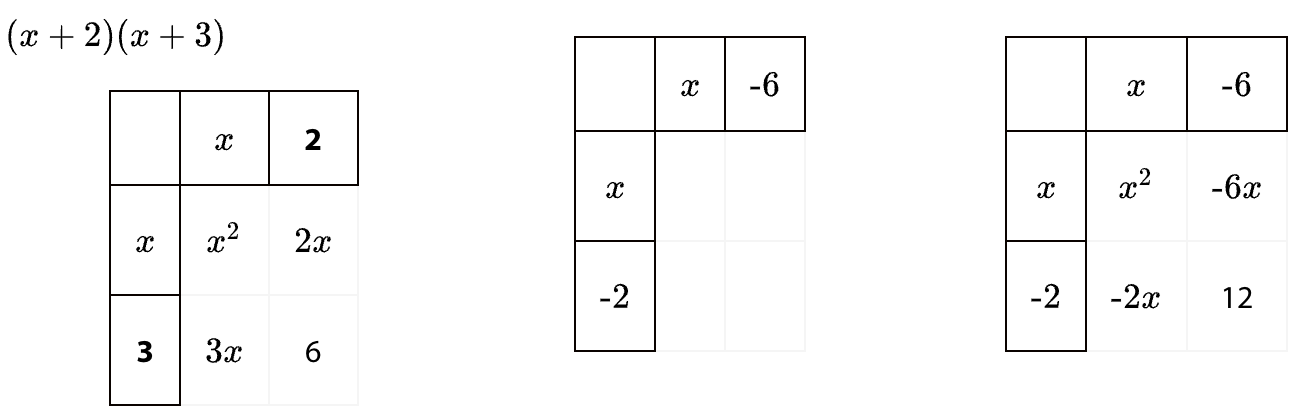 (x + 2)(x + 3)
x 2
x x² 2x
3 3x 6
x -6
x
-2
x -6
x x² -6x
-2 -2x 12